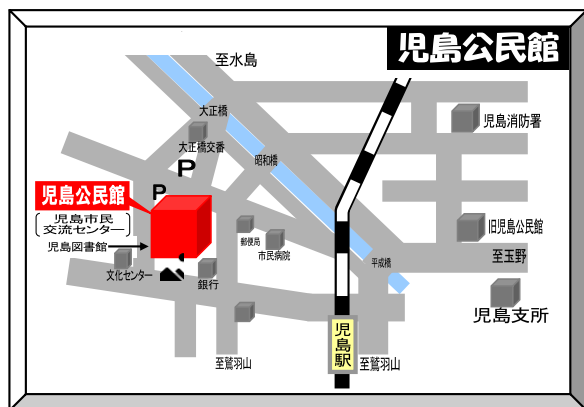 児島公民館
至水島
大正橋
児島消防署
大正橋交番
昭和橋
P
P
児島公民館
児島市民
交流センター
旧児島公民館
郵便局
児島図書館
市民病院
至玉野
平成橋
文化センター
銀行
児島支所
児島駅
至鷲羽山
至鷲羽山